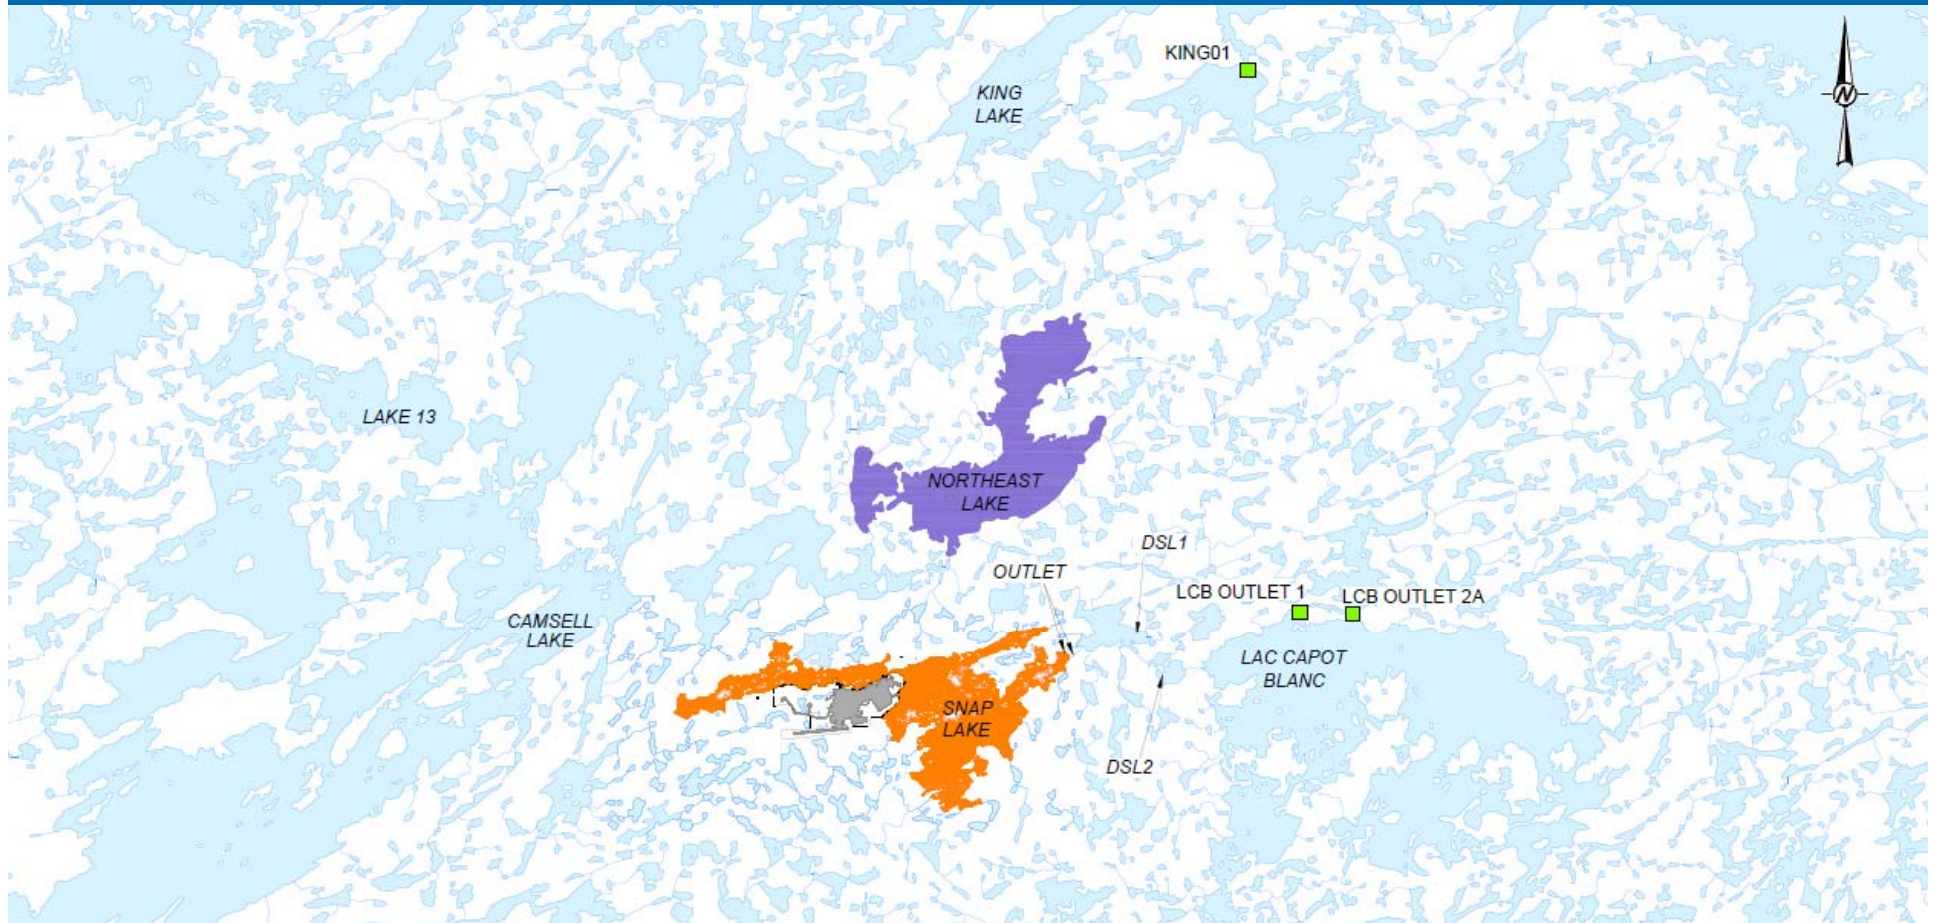 KING01
KING
LAKE
N
LAKE 13
NORTHEAST
LAKE
DSL1
OUTLET
LCB OUTLET 1
LCB OUTLET 2A
CAMSELL
LAKE
LAC CAPOT
BLANC
SNAP
LAKE
DSL2